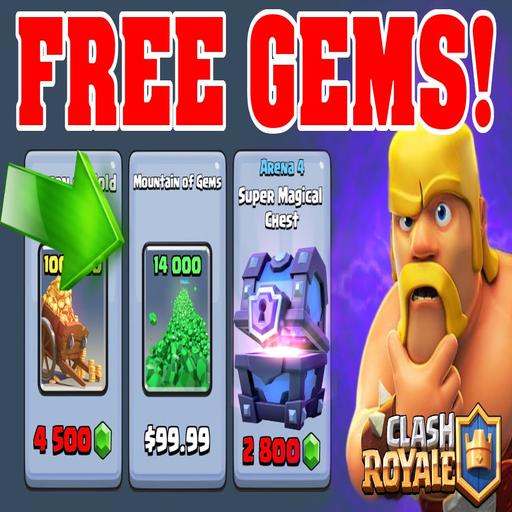 FREE GEMS!
Mountain of Gems
14 000
$99.99
Arena 4
Super Magical
Chest
4 500
2 800
CLASH
ROYALE